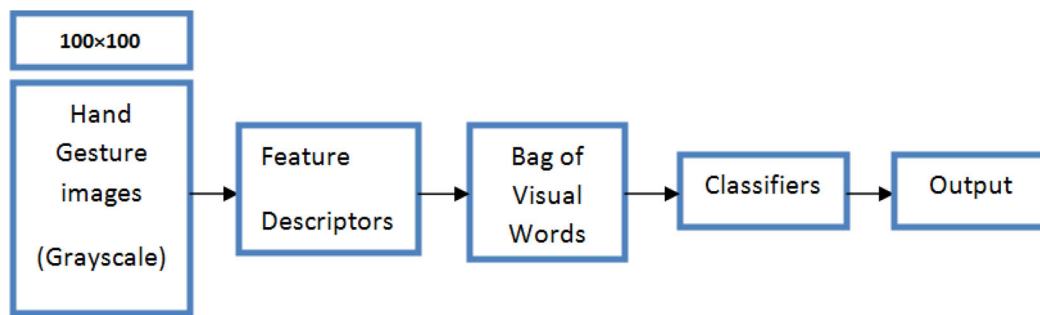 100×100
Hand
Gesture
images
(Grayscale)
Feature
Descriptors
Bag of
Visual
Words
Classifiers
Output